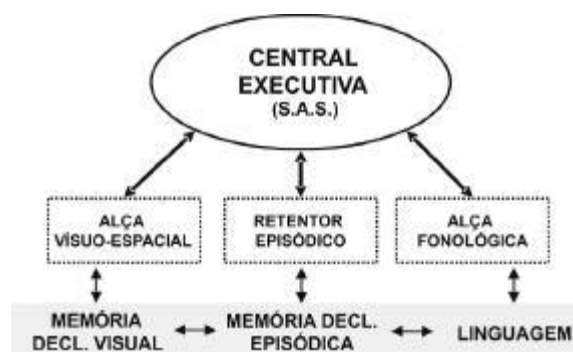 CENTRAL
EXECUTIVA
(S.A.S.)
ALÇA
VÍSUO-ESPACIAL
RETENTOR
EPISÓDICO
ALÇA
FONOLÓGICA
MEMÓRIA
DECL. VISUAL
MEMÓRIA DECL.
EPISÓDICA
LINGUAGEM